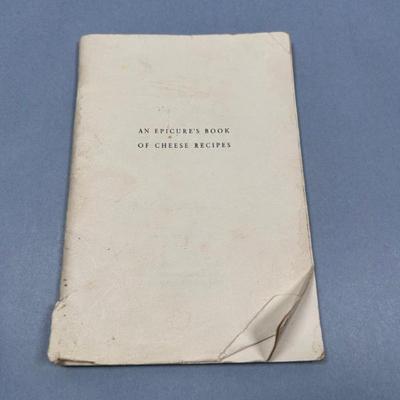 AN EPICURE'S BOOK
OF CHEESE RECIPES